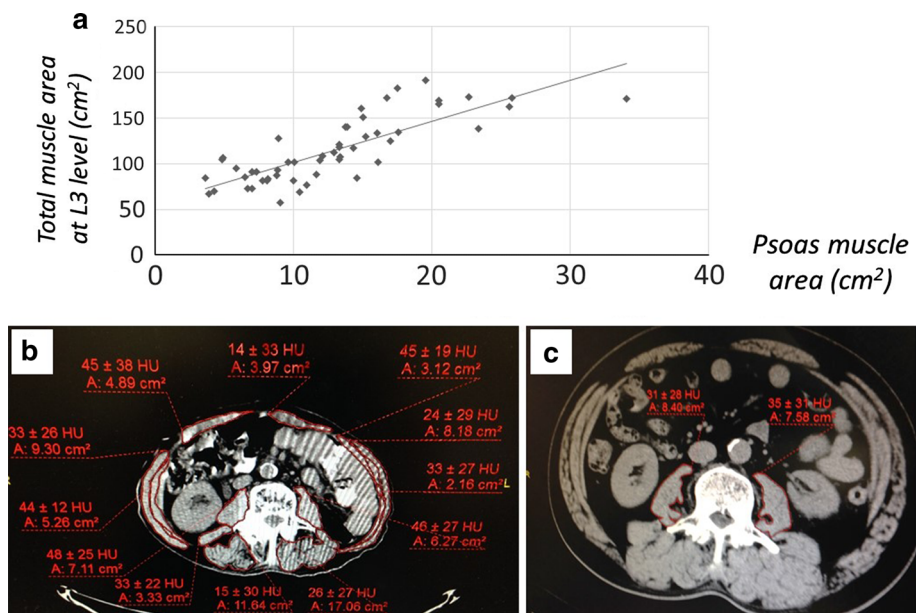 a
250
200
150
100
50
0
0 10 20 30 40
Total muscle area
at L3 level (cm²)
Psoas muscle
area (cm²)
b
45 ± 38 HU
A: 4.89 cm²
14 ± 33 HU
A: 3.97 cm²
45 ± 19 HU
A: 3.12 cm²
24 ± 29 HU
A: 8.18 cm²
33 ± 26 HU
A: 9.30 cm²
33 ± 27 HU
A: 2.16 cm²
L
44 ± 12 HU
A: 5.26 cm²
46 ± 27 HU
A: 6.27 cm²
48 ± 25 HU
A: 7.11 cm²
33 ± 22 HU
A: 3.33 cm²
15 ± 30 HU
A: 11.64 cm²
26 ± 27 HU
A: 17.06 cm²
c
31 ± 28 HU
A: 8.40 cm²
35 ± 31 HU
A: 7.58 cm²